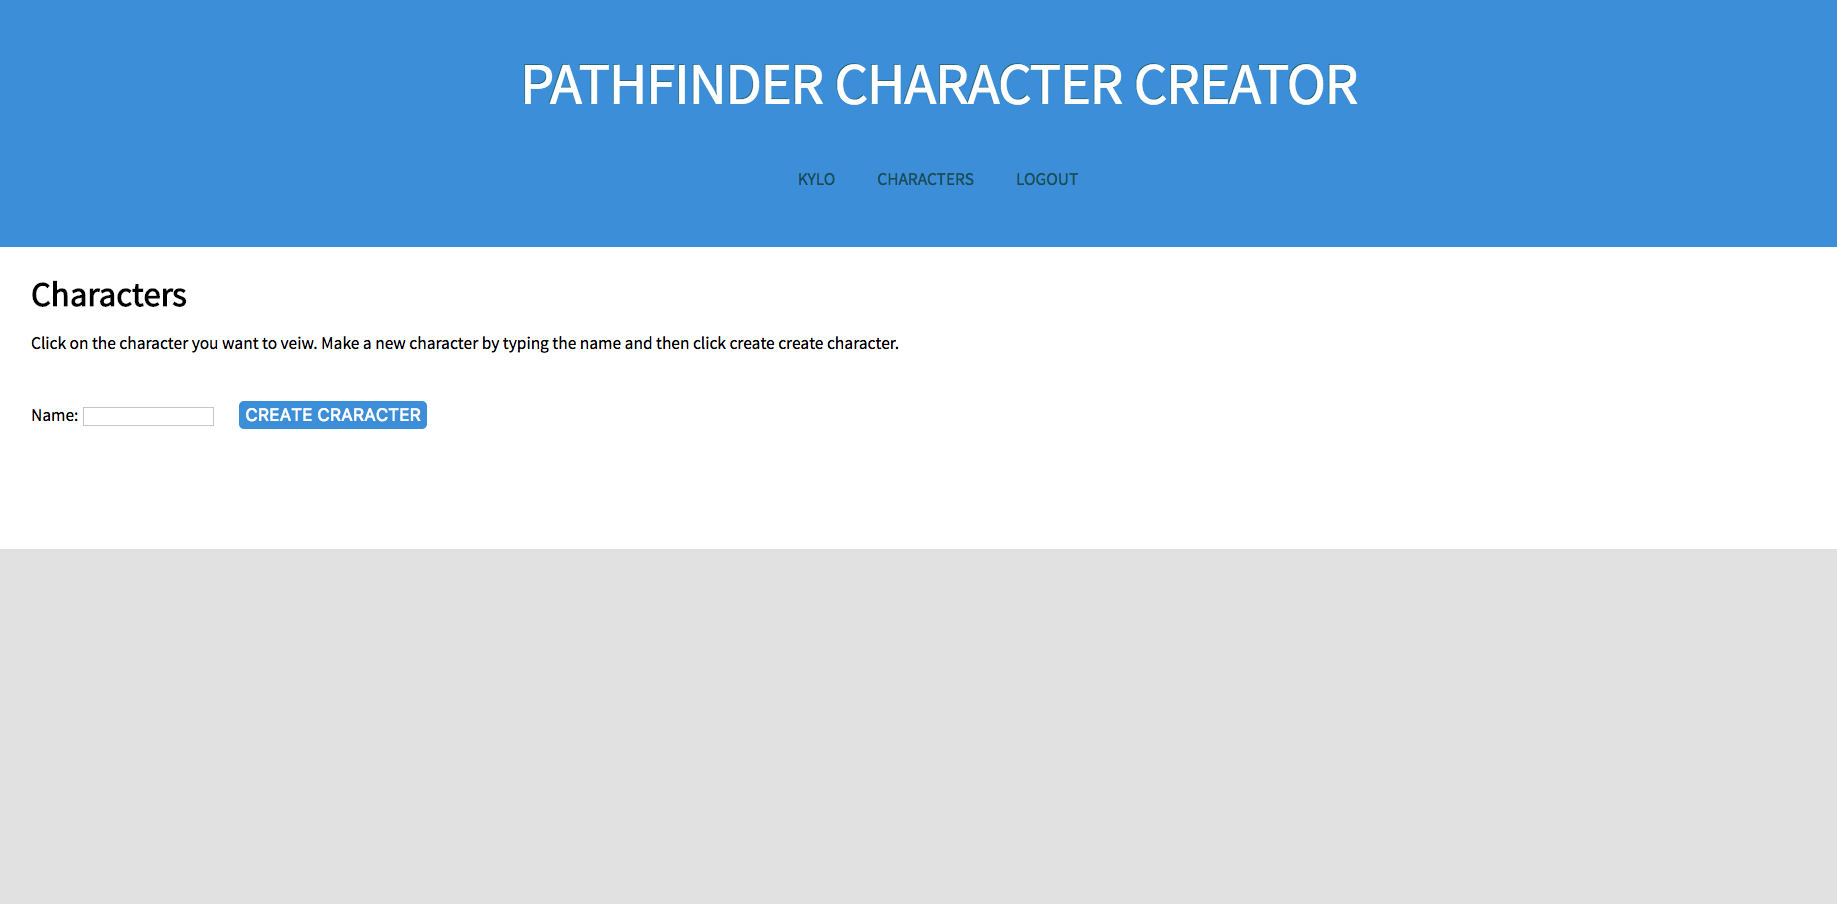 PATHFINDER CHARACTER CREATOR
KYLO CHARACTERS LOGOUT
Characters
Click on the character you want to veiw. Make a new character by typing the name and then click create create character.
Name: CREATE CRARACTER